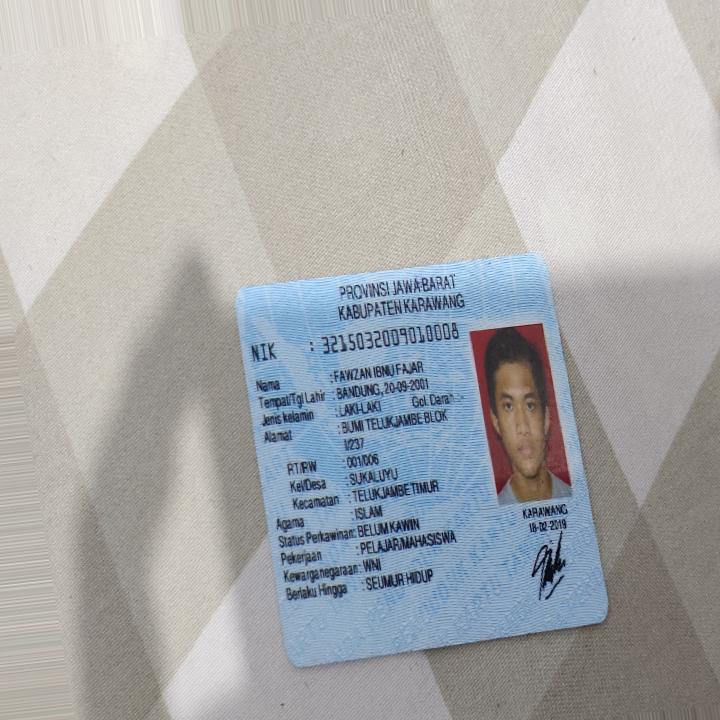 PROVINSI JAWA BARAT
KABUPATEN KARAWANG
NIK : 3215032009010008
Nama : FAWZAN IBNU FAJAR
Tempat/Tgl Lahir : BANDUNG, 20-09-2001
Jenis kelamin : LAKI-LAKI Gol. Darah : -
Alamat : BUMI TELUKJAMBE BLOK
I/237
RT/RW : 001/006
Kel/Desa : SUKALUYU
Kecamatan : TELUKJAMBE TIMUR
Agama : ISLAM
Status Perkawinan: BELUM KAWIN
Pekerjaan : PELAJAR/MAHASISWA
Kewarganegaraan: WNI
Berlaku Hingga : SEUMUR HIDUP
KARAWANG
18-02-2019